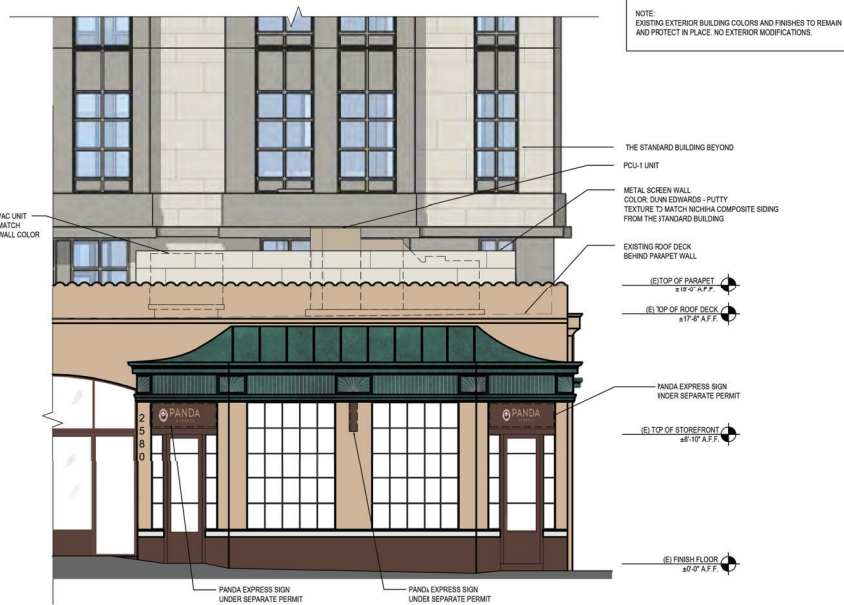 NOTE:
EXISTING EXTERIOR BUILDING COLORS AND FINISHES TO REMAIN
AND PROTECT IN PLACE. NO EXTERIOR MODIFICATIONS.
THE STANDARD BUILDING BEYOND
PCU-1 UNIT
METAL SCREEN WALL
COLOR: DUNN EDWARDS - PUTTY
TEXTURE TO MATCH NICHIHA COMPOSITE SIDING
FROM THE STANDARD BUILDING
VAC UNIT
MATCH
WALL COLOR
EXISTING ROOF DECK
BEHIND PARAPET WALL
(E)TOP OF PARAPET
±19'-0" A.F.F.
(E) TOP OF ROOF DECK
±17'-6" A.F.F.
PANDA EXPRESS SIGN
UNDER SEPARATE PERMIT
(E) TOP OF STOREFRONT
±8'-10" A.F.F.
2580
PANDA
EXPRESS
PANDA
EXPRESS
(E) FINISH FLOOR
±0'-0" A.F.F.
PANDA EXPRESS SIGN
UNDER SEPARATE PERMIT
PANDA EXPRESS SIGN
UNDER SEPARATE PERMIT